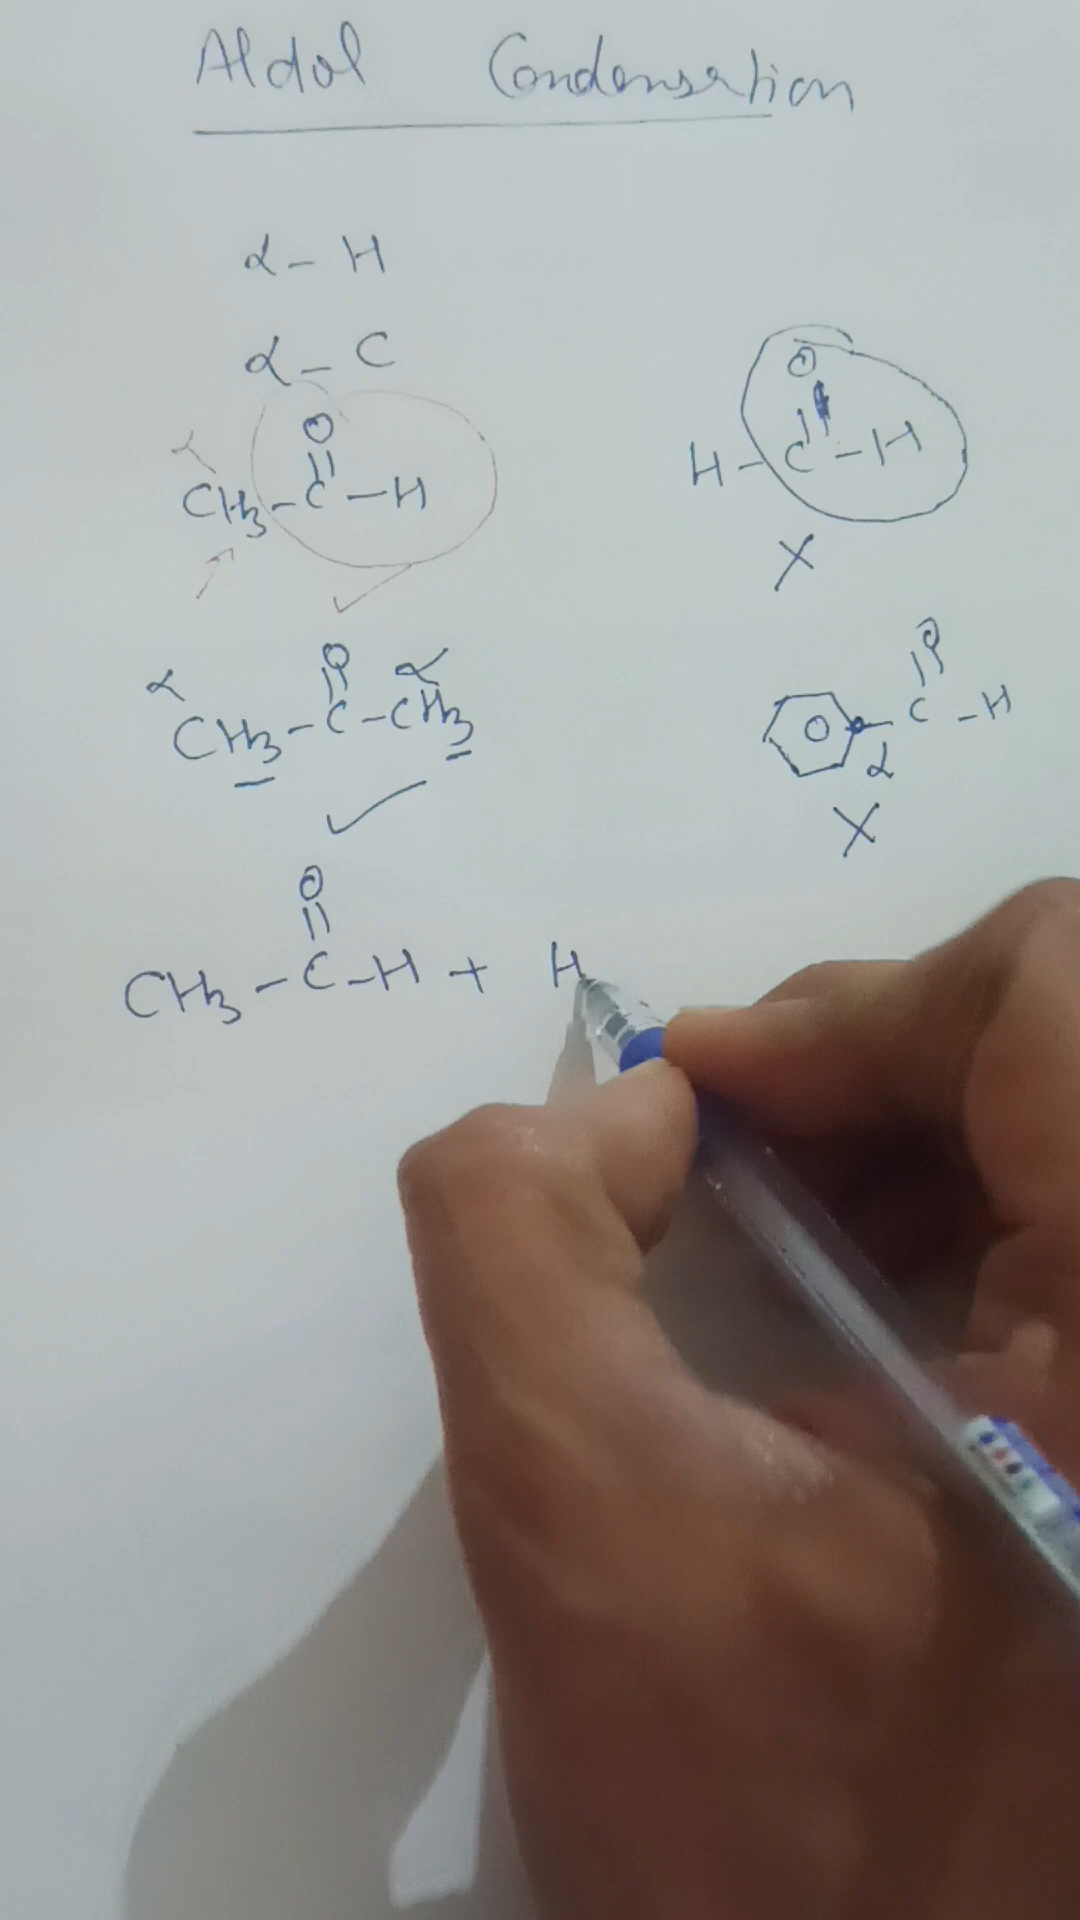 Aldol Condensation
α - H
α - C
O
||
α
CH3 - C - H
✓
O
||
H - C - H
X
α O α
||
CH3 - C - CH3
✓
O
||
C - H
α
X
O
||
CH3 - C - H + H